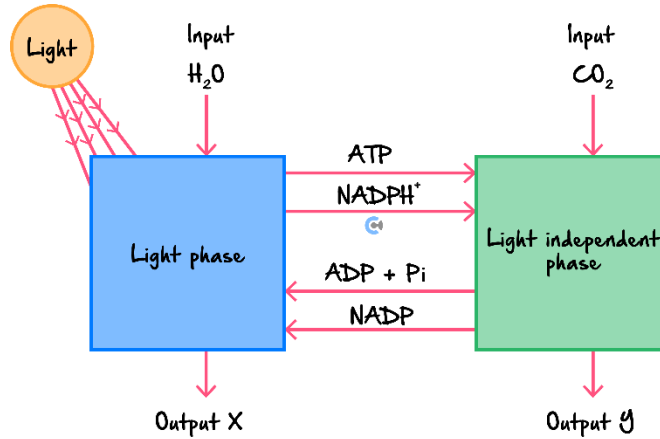 Light
Input
H₂O
Input
CO₂
ATP
NADPH⁺
Light phase
Light independent
phase
ADP + Pi
NADP
Output X
Output Y